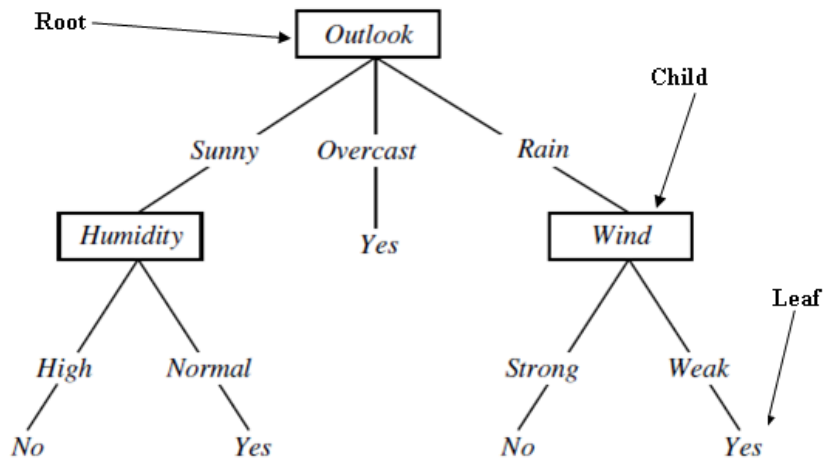 Root
Outlook
Child
Sunny Overcast Rain
Humidity Yes Wind
Leaf
High Normal Strong Weak
No Yes No Yes